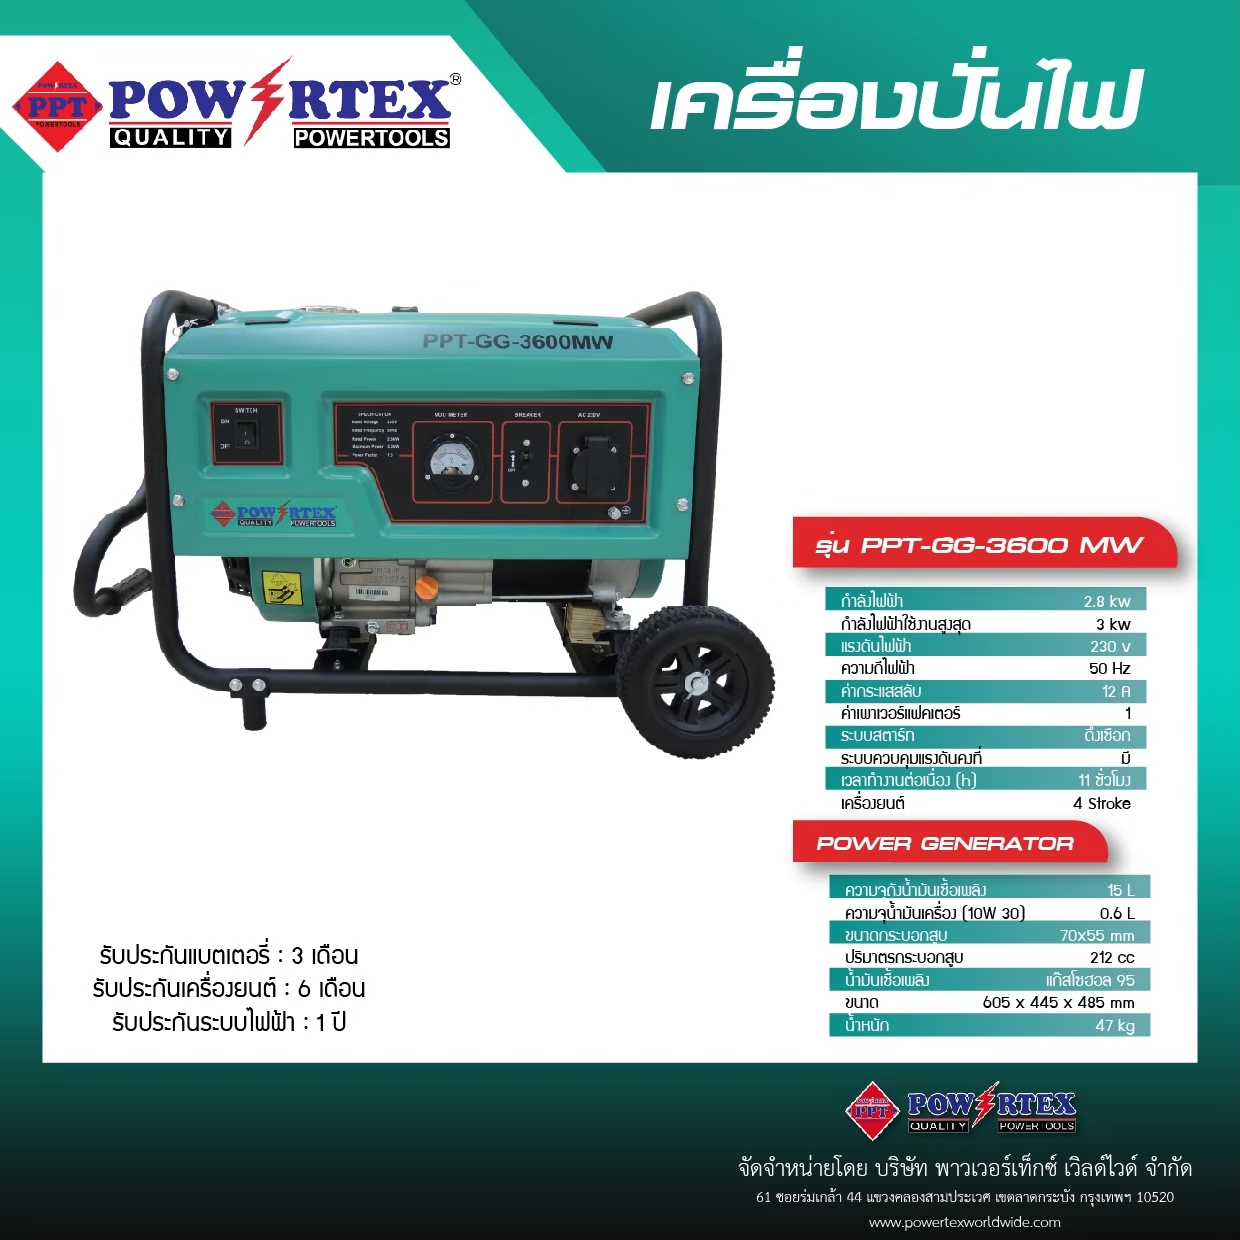 POWERTEX®
PPT
POWERTEX
POWERTOOLS
QUALITY POWERTOOLS
เครื่องปั่นไฟ
PPT-GG-3600MW
SWITCH
ON
OFF
SPECIFICATION
VOLTMETER
BREAKER
AC 230V
POWERTEX
QUALITY POWERTOOLS
รุ่น PPT-GG-3600 MW
กำลังไฟฟ้า 2.8 kw
กำลังไฟฟ้าใช้งานสูงสุด 3 kw
แรงดันไฟฟ้า 230 v
ความถี่ไฟฟ้า 50 Hz
ค่ากระแสสลับ 12 A
ค่าเพาเวอร์แฟคเตอร์ 1
ระบบสตาร์ท ดึงเชือก
ระบบควบคุมแรงดันคงที่ มี
เวลาทำงานต่อเนื่อง (h) 11 ชั่วโมง
เครื่องยนต์ 4 Stroke
POWER GENERATOR
ความจุถังน้ำมันเชื้อเพลิง 15 L
ความจุน้ำมันเครื่อง (10W 30) 0.6 L
ขนาดกระบอกสูบ 70x55 mm
ปริมาตรกระบอกสูบ 212 cc
น้ำมันเชื้อเพลิง แก๊สโซฮอล 95
ขนาด 605 x 445 x 485 mm
น้ำหนัก 47 kg
รับประกันแบตเตอรี่ : 3 เดือน
รับประกันเครื่องยนต์ : 6 เดือน
รับประกันระบบไฟฟ้า : 1 ปี
PPT
POWERTEX
QUALITY POWERTOOLS
จัดจำหน่ายโดย บริษัท พาวเวอร์เท็กซ์ เวิลด์ไวด์ จำกัด
61 ซอยร่มเกล้า 44 แขวงคลองสามประเวศ เขตลาดกระบัง กรุงเทพฯ 10520
www.powertexworldwide.com